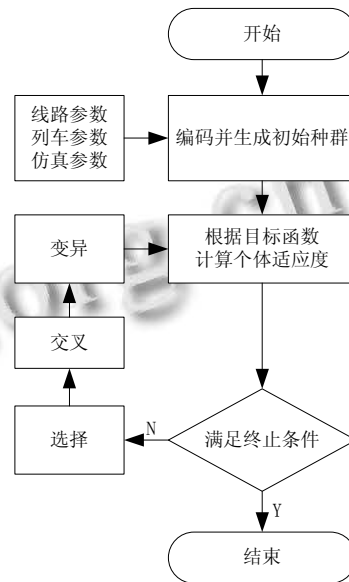 开始
线路参数
列车参数
仿真参数
编码并生成初始种群
变异
根据目标函数
计算个体适应度
交叉
选择
N
满足终止条件
Y
结束